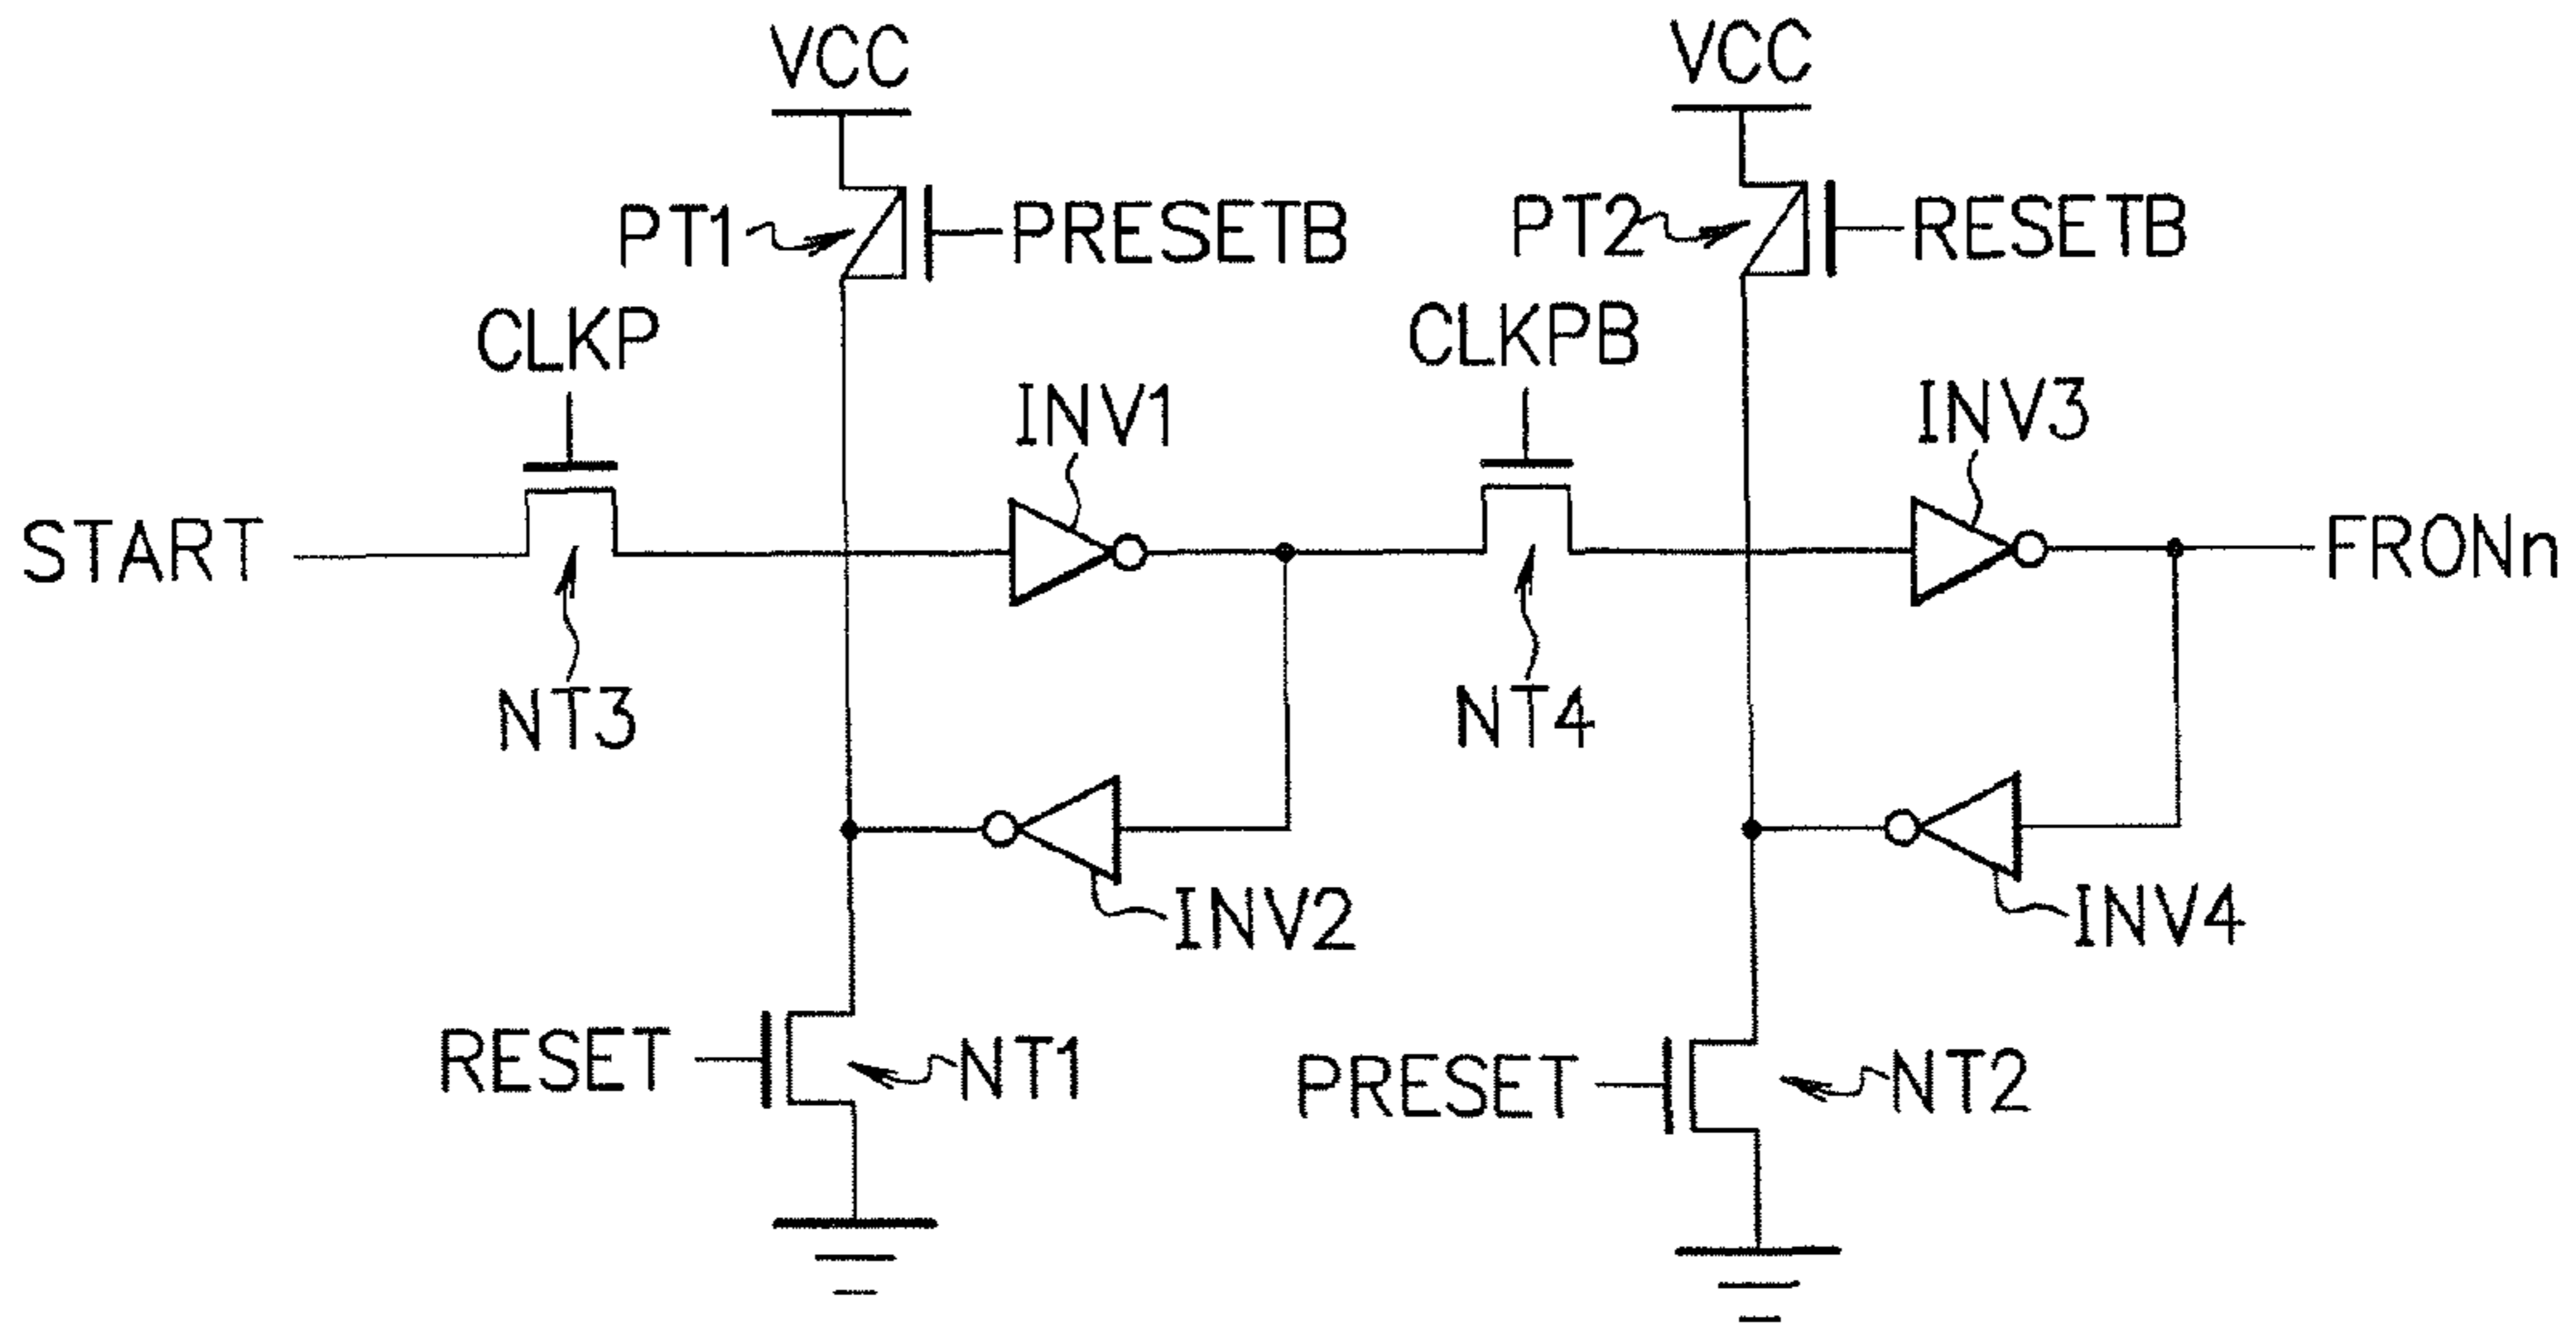 VCC
VCC
PT1
PRESETB
PT2
RESETB
CLKP
CLKPB
INV1
INV3
START
FRONn
NT3
NT4
INV2
INV4
RESET
NT1
PRESET
NT2